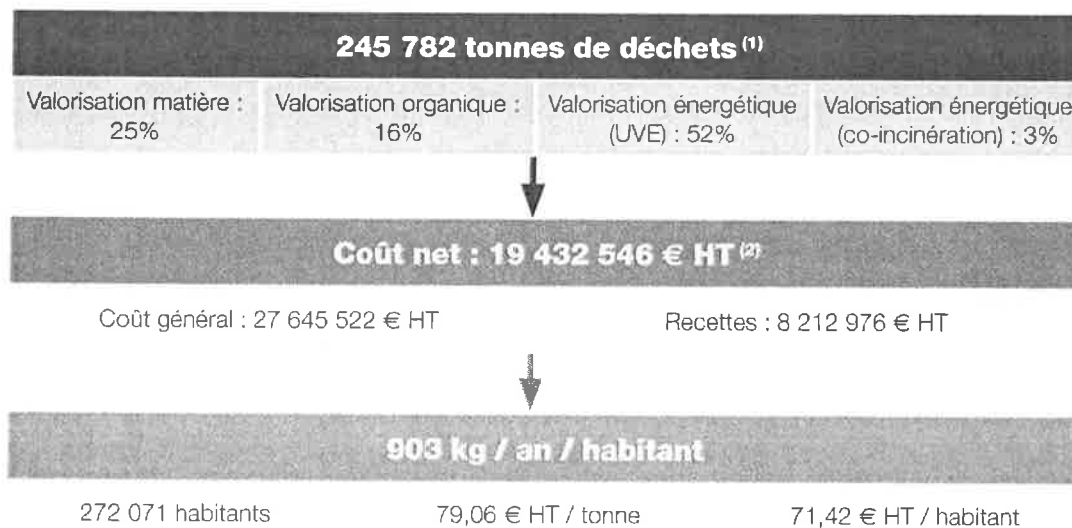 245 782 tonnes de déchets (1)
Valorisation matière :
25%
Valorisation organique :
16%
Valorisation énergétique
(UVE) : 52%
Valorisation énergétique
(co-incinération) : 3%
Coût net : 19 432 546 € HT (2)
Coût général : 27 645 522 € HT
Recettes : 8 212 976 € HT
903 kg / an / habitant
272 071 habitants
79,06 € HT / tonne
71,42 € HT / habitant